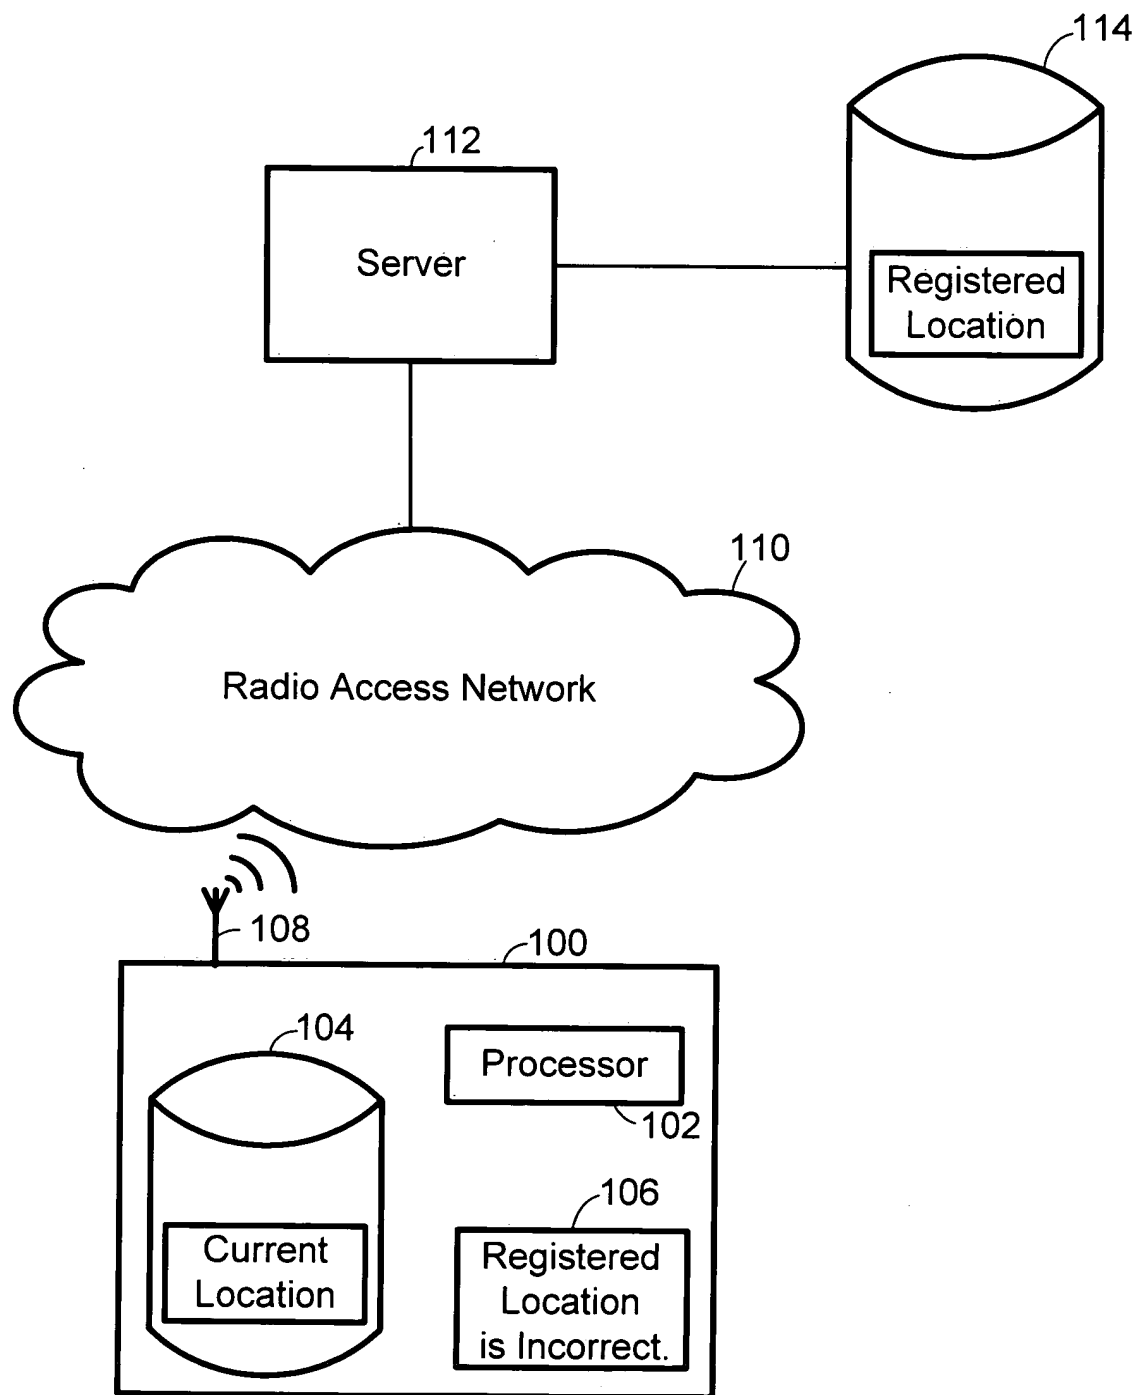 114
112
Server
Registered
Location
110
Radio Access Network
108
100
104
Processor
102
106
Current
Location
Registered
Location
is Incorrect.